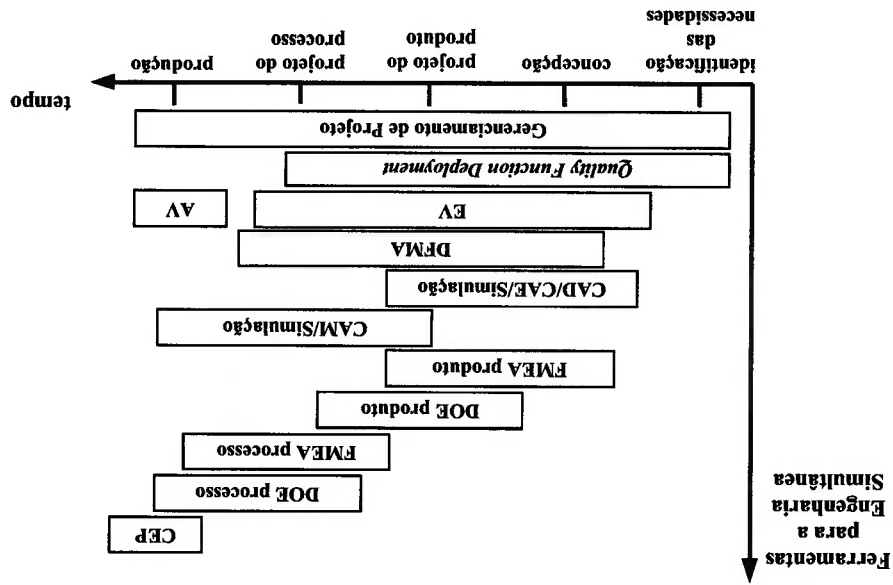 Ferramentas
para a
Engenharia
Simultânea
CEP
DOE processo
FMEA processo
DOE produto
FMEA produto
CAM/Simulação
CAD/CAE/Simulação
DFMA
EV
AV
Quality Function Deployment
Gerenciamento de Projeto
tempo
identificação
das
necessidades
concepção
projeto do
produto
projeto do
processo
produção